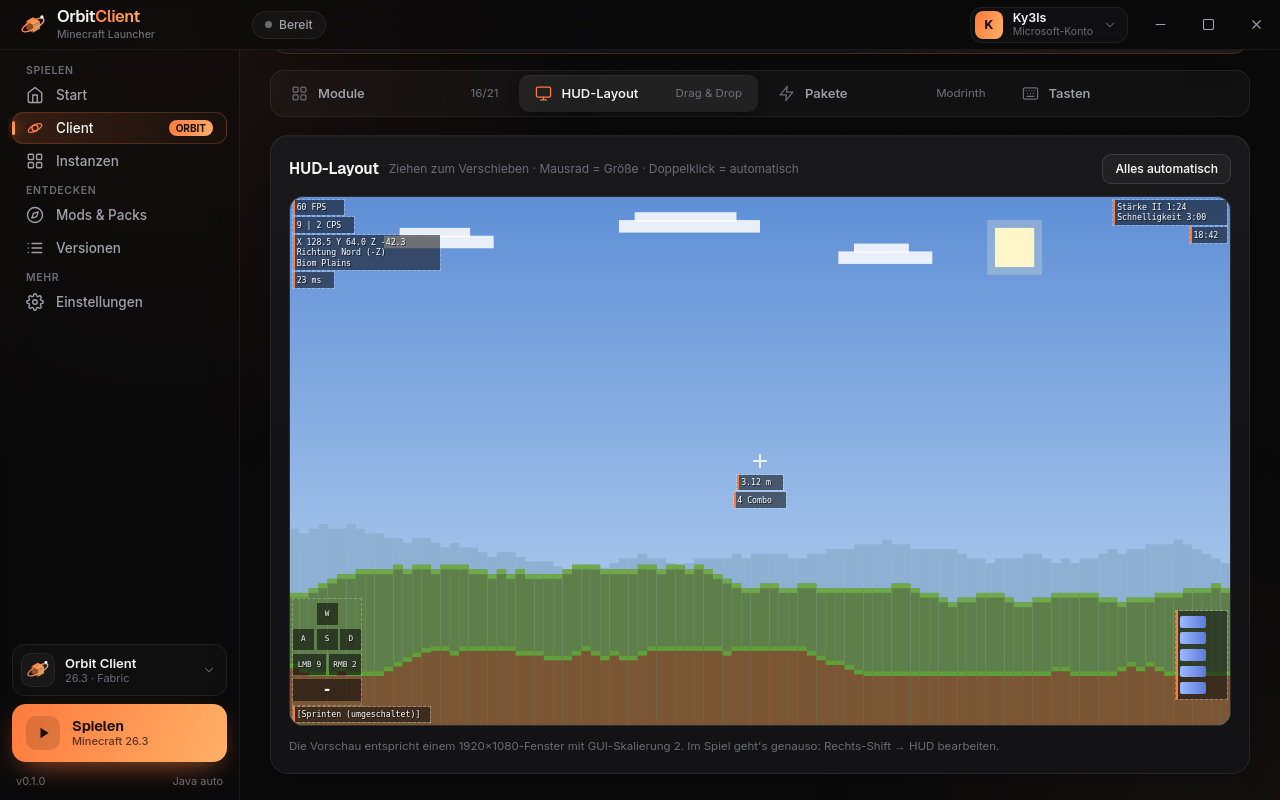 OrbitClient
Minecraft Launcher
Bereit
K
Ky3ls
Microsoft-Konto
SPIELEN
Start
Client
ORBIT
Instanzen
ENTDECKEN
Mods & Packs
Versionen
MEHR
Einstellungen
Orbit Client
26.3 · Fabric
Spielen
Minecraft 26.3
v0.1.0
Java auto
Module
16/21
HUD-Layout
Drag & Drop
Pakete
Modrinth
Tasten
HUD-Layout
Ziehen zum Verschieben · Mausrad = Größe · Doppelklick = automatisch
Alles automatisch
60 FPS
9 | 2 CPS
X 128.5 Y 64.0 Z -42.3
Richtung Nord (-Z)
Biom Plains
23 ms
Stärke II 1:24
Schnelligkeit 3:00
18:42
3.12 m
4 Combo
W
A S D
LMB 9 RMB 2
[Sprinten (umgeschaltet)]
Die Vorschau entspricht einem 1920×1080-Fenster mit GUI-Skalierung 2. Im Spiel geht's genauso: Rechts-Shift → HUD bearbeiten.